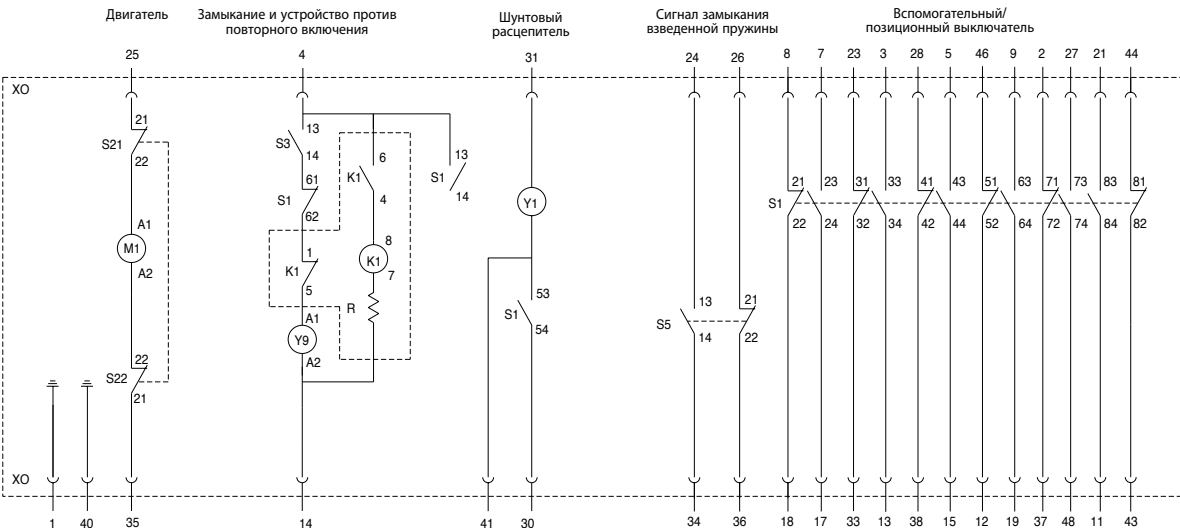 Двигатель
Замыкание и устройство против
повторного включения
Шунтовый
расцепитель
Сигнал замыкания
взведенной пружины
Вспомогательный/
позиционный выключатель
25 4 31 24 26 8 7 23 3 28 5 46 9 2 27 21 44
XO
21
S21
22
A1
M1
A2
22
S22
21
13
S3
14
61
S1
62
1
K1
5
A1
Y9
A2
6
K1
4
8
K1
7
R
13
S1
14
Y1
53
S1
54
13
S5
14
21
22
21 23 31 33 41 43 51 63 71 73 83 81
S1
22 24 32 34 42 44 52 64 72 74 84 82
XO
1 40 35 14 41 30 34 36 18 17 33 13 38 15 12 19 37 48 11 43